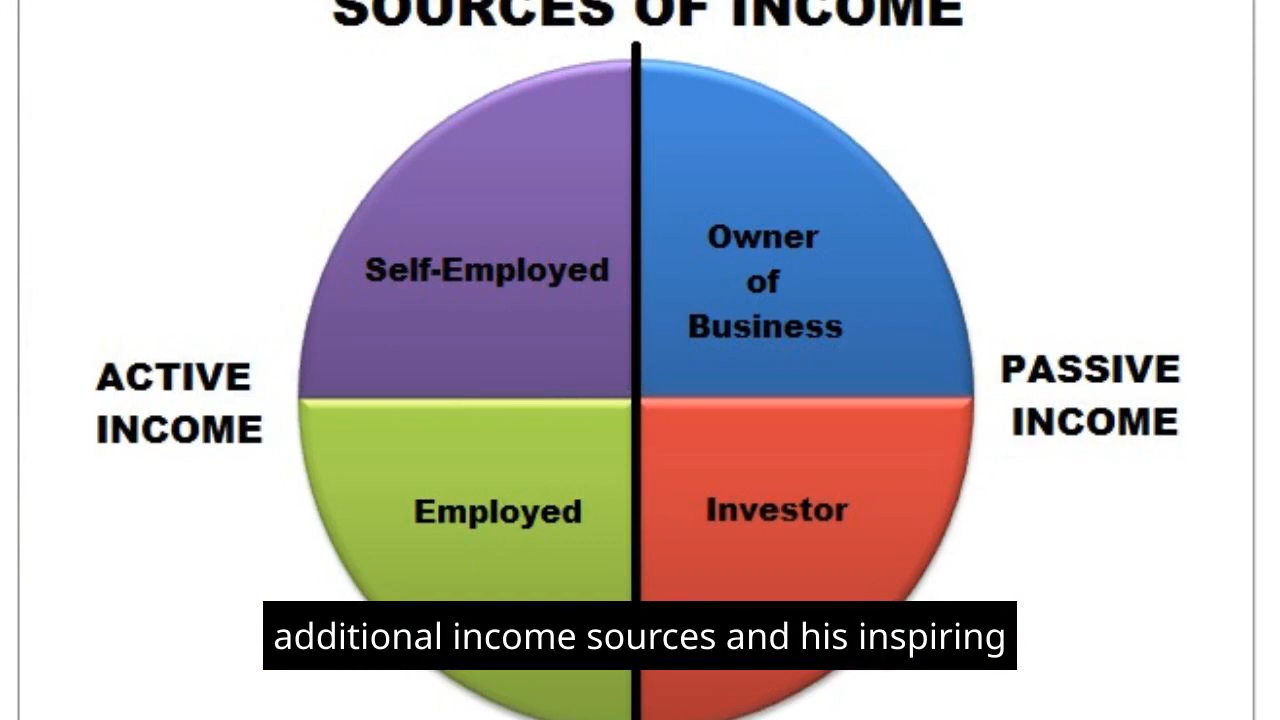 SOURCES OF INCOME
Self-Employed
Owner
of
Business
ACTIVE
INCOME
PASSIVE
INCOME
Employed
Investor
additional income sources and his inspiring